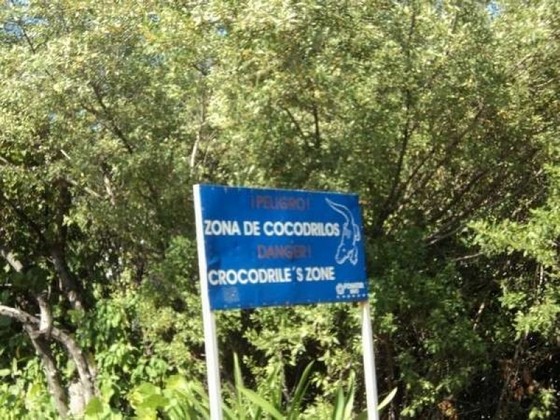 ¡PELIGRO!
ZONA DE COCODRILOS
DANGER!
CROCODRILE´S ZONE